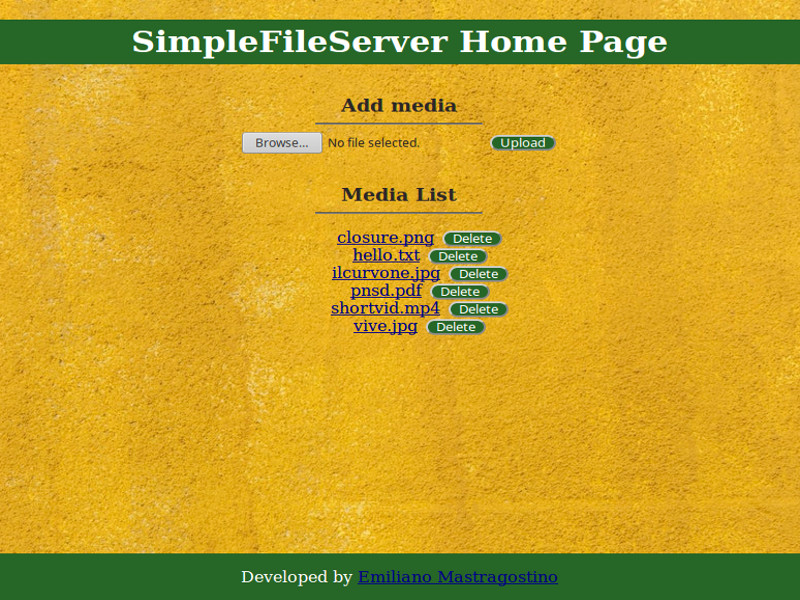 SimpleFileServer Home Page
Add media
Browse... No file selected. Upload
Media List
closure.png Delete
hello.txt Delete
ilcurvone.jpg Delete
pnsd.pdf Delete
shortvid.mp4 Delete
vive.jpg Delete
Developed by Emiliano Mastragostino